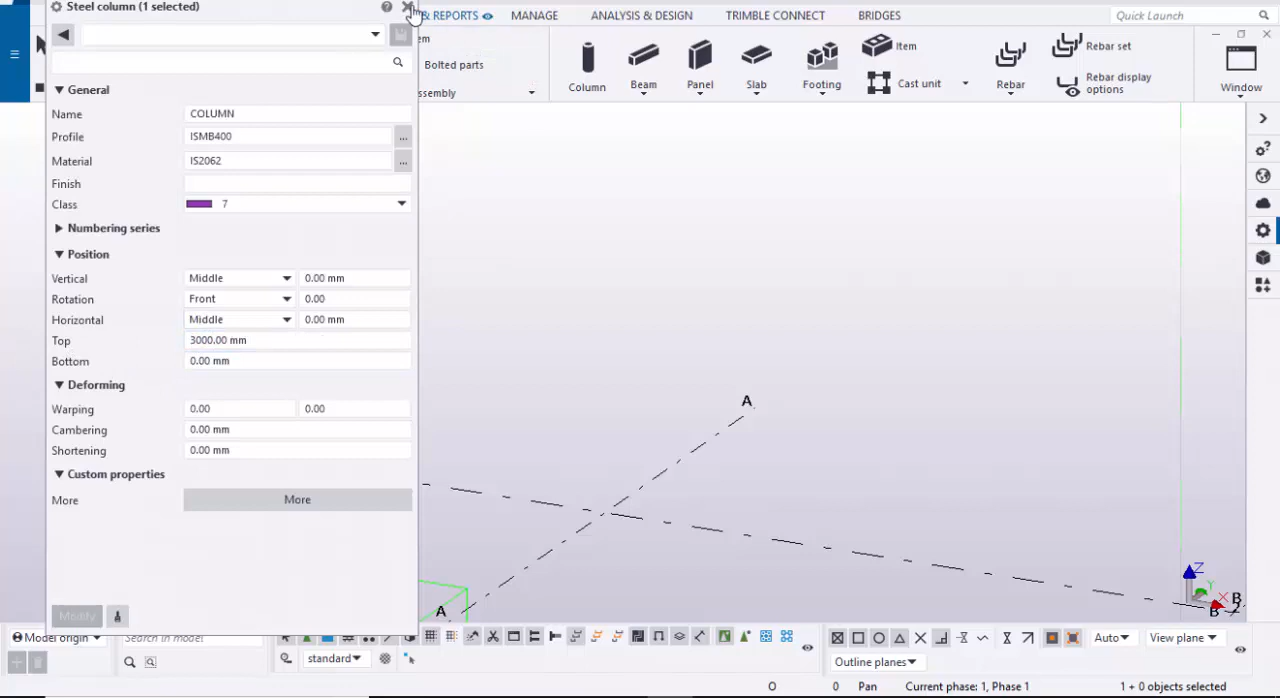 Steel column (1 selected)
& REPORTS
MANAGE
ANALYSIS & DESIGN
TRIMBLE CONNECT
BRIDGES
Quick Launch
Bolted parts
Column
Beam
Panel
Slab
Footing
Item
Cast unit
Rebar
Rebar set
Rebar display
options
Window
General
Name COLUMN
Profile ISMB400 ...
Material IS2062 ...
Finish
Class 7
Numbering series
Position
Vertical Middle 0.00 mm
Rotation Front 0.00
Horizontal Middle 0.00 mm
Top 3000.00 mm
Bottom 0.00 mm
Deforming
Warping 0.00 0.00
Cambering 0.00 mm
Shortening 0.00 mm
Custom properties
More More
Modify
A
A
Z
Y
X
B
B
Model origin
Search in model
standard
Auto
View plane
Outline planes
O 0 Pan Current phase: 1, Phase 1 1 + 0 objects selected